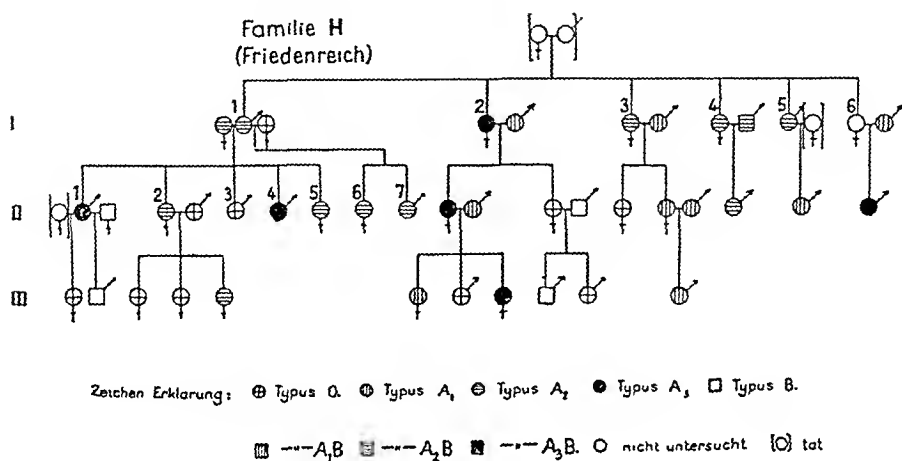 Familie H
(Friedenreich)
I
1 2 3 4 5 6
II
1 2 3 4 5 6 7
III
Zeichen Erklarung: Typus O. Typus A₁ Typus A₂ Typus A₃ Typus B.
—"— A₁B —"— A₂B —"— A₃B. nicht untersucht tat